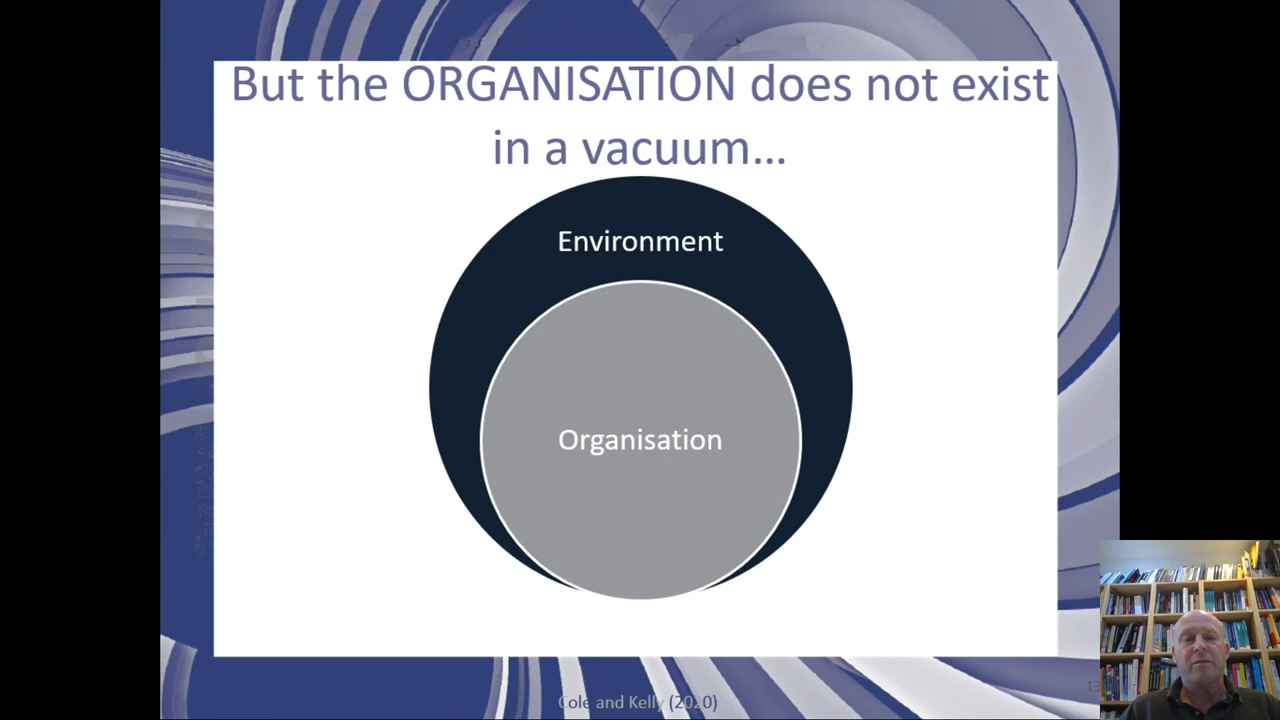 But the ORGANISATION does not exist
in a vacuum…
Environment
Organisation
Cole and Kelly (2020)